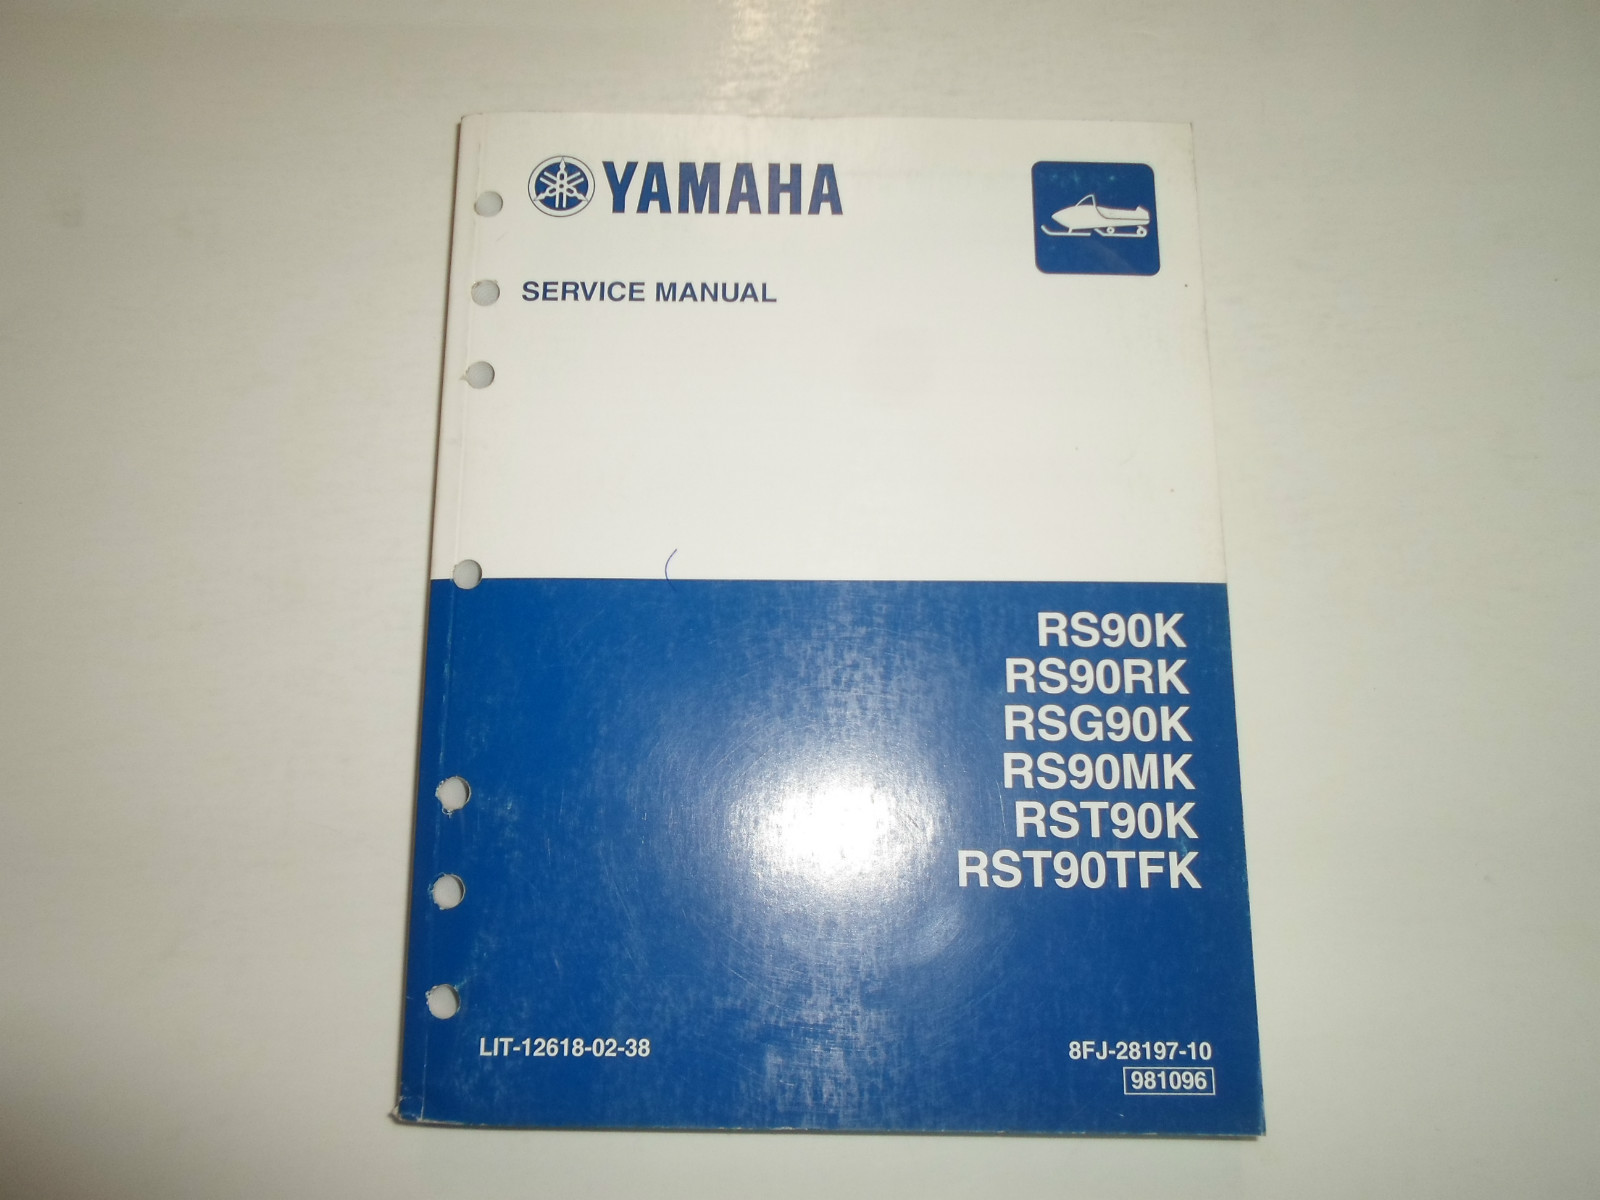 YAMAHA
SERVICE MANUAL
RS90K
RS90RK
RSG90K
RS90MK
RST90K
RST90TFK
LIT-12618-02-38
8FJ-28197-10
981096